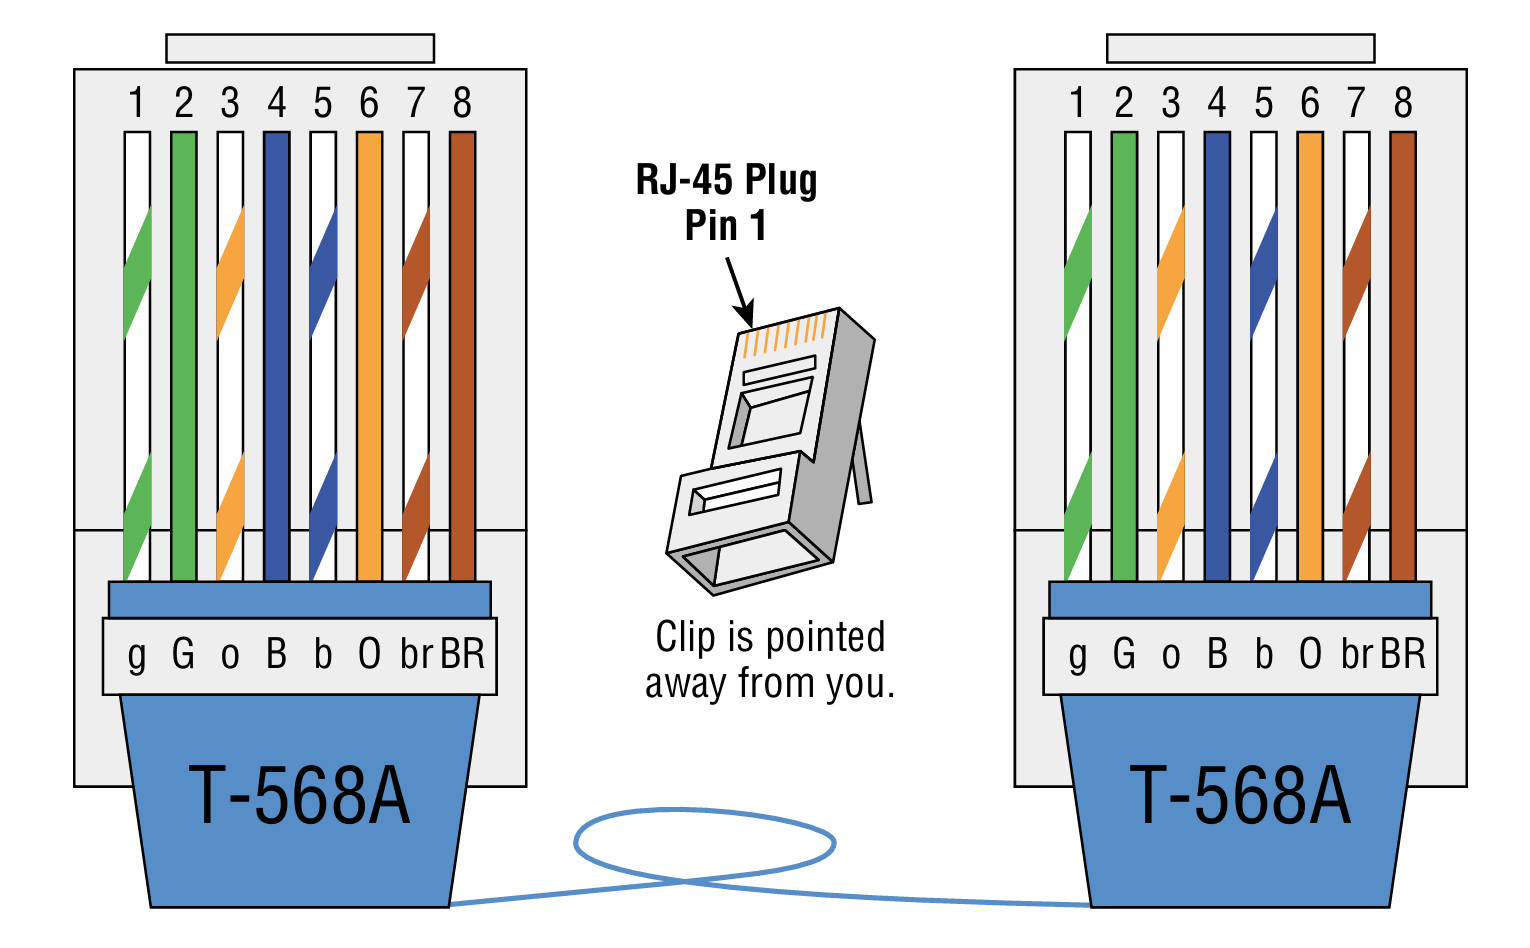 1 2 3 4 5 6 7 8
g G o B b O br BR
T-568A
RJ-45 Plug
Pin 1
Clip is pointed
away from you.
1 2 3 4 5 6 7 8
g G o B b O br BR
T-568A